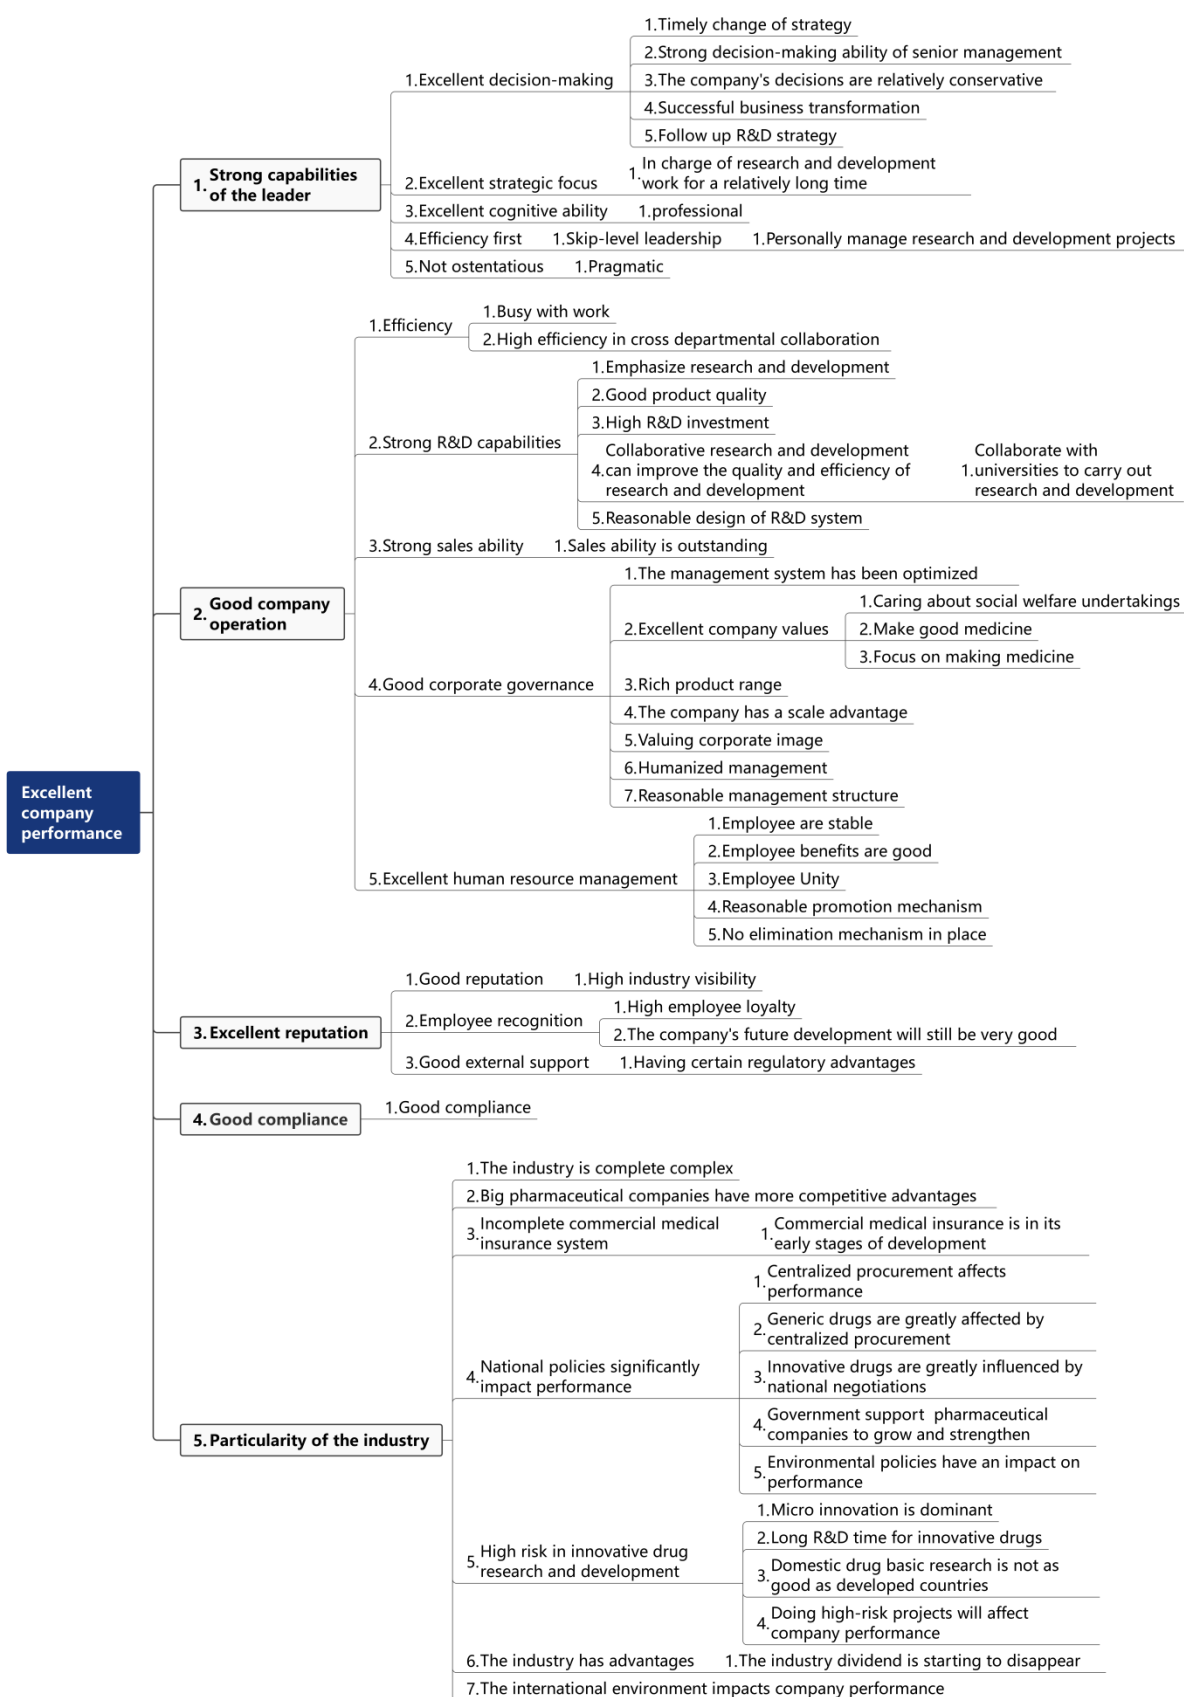 Excellent
company
performance
1. Strong capabilities
of the leader
1.Excellent decision-making
1.Timely change of strategy
2.Strong decision-making ability of senior management
3.The company's decisions are relatively conservative
4.Successful business transformation
5.Follow up R&D strategy
2.Excellent strategic focus
1. In charge of research and development
work for a relatively long time
3.Excellent cognitive ability
1.professional
4.Efficiency first
1.Skip-level leadership
1.Personally manage research and development projects
5.Not ostentatious
1.Pragmatic
2. Good company
operation
1.Efficiency
1.Busy with work
2.High efficiency in cross departmental collaboration
2.Strong R&D capabilities
1.Emphasize research and development
2.Good product quality
3.High R&D investment
Collaborative research and development
4.can improve the quality and efficiency of
research and development
Collaborate with
1.universities to carry out
research and development
5.Reasonable design of R&D system
3.Strong sales ability
1.Sales ability is outstanding
4.Good corporate governance
1.The management system has been optimized
2.Excellent company values
1.Caring about social welfare undertakings
2.Make good medicine
3.Focus on making medicine
3.Rich product range
4.The company has a scale advantage
5.Valuing corporate image
6.Humanized management
7.Reasonable management structure
5.Excellent human resource management
1.Employee are stable
2.Employee benefits are good
3.Employee Unity
4.Reasonable promotion mechanism
5.No elimination mechanism in place
3. Excellent reputation
1.Good reputation
1.High industry visibility
2.Employee recognition
1.High employee loyalty
2.The company's future development will still be very good
3.Good external support
1.Having certain regulatory advantages
4. Good compliance
1.Good compliance
5. Particularity of the industry
1.The industry is complete complex
2.Big pharmaceutical companies have more competitive advantages
3. Incomplete commercial medical
insurance system
1. Commercial medical insurance is in its
early stages of development
4. National policies significantly
impact performance
1. Centralized procurement affects
performance
2. Generic drugs are greatly affected by
centralized procurement
3. Innovative drugs are greatly influenced by
national negotiations
4. Government support pharmaceutical
companies to grow and strengthen
5. Environmental policies have an impact on
performance
5. High risk in innovative drug
research and development
1.Micro innovation is dominant
2.Long R&D time for innovative drugs
3. Domestic drug basic research is not as
good as developed countries
4. Doing high-risk projects will affect
company performance
6.The industry has advantages
1.The industry dividend is starting to disappear
7.The international environment impacts company performance